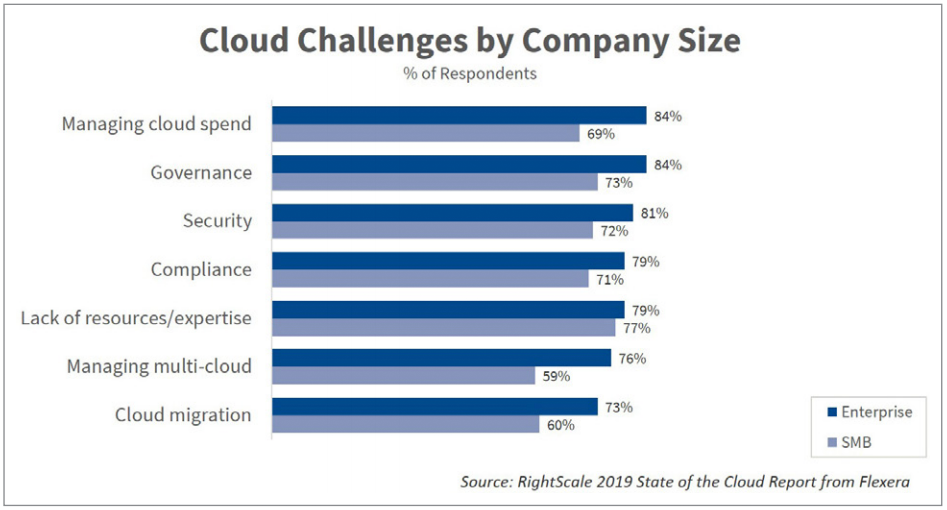 Cloud Challenges by Company Size
% of Respondents
Managing cloud spend
84%
69%
Governance
84%
73%
Security
81%
72%
Compliance
79%
71%
Lack of resources/expertise
79%
77%
Managing multi-cloud
76%
59%
Cloud migration
73%
60%
Enterprise
SMB
Source: RightScale 2019 State of the Cloud Report from Flexera